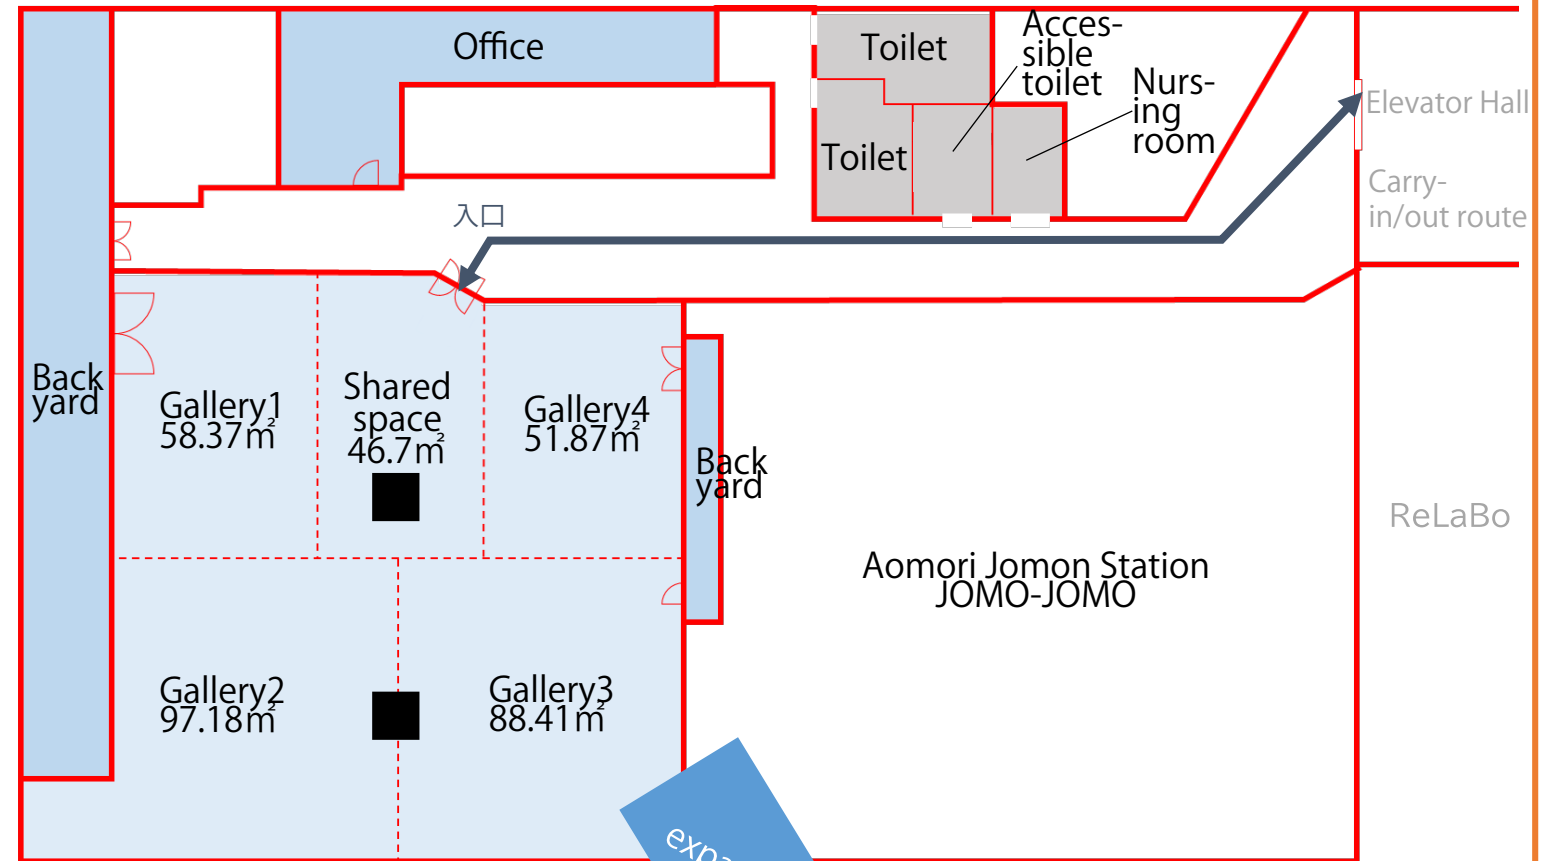 Office
Toilet
Acces-
sible
toilet
Nurs-
ing
room
Elevator Hall
Toilet
Carry-
in/out route
入口
Back
yard
Gallery1
58.37㎡
Shared
space
46.7㎡
Gallery4
51.87㎡
Back
yard
ReLaBo
Aomori Jomon Station
JOMO-JOMO
Gallery2
97.18㎡
Gallery3
88.41㎡